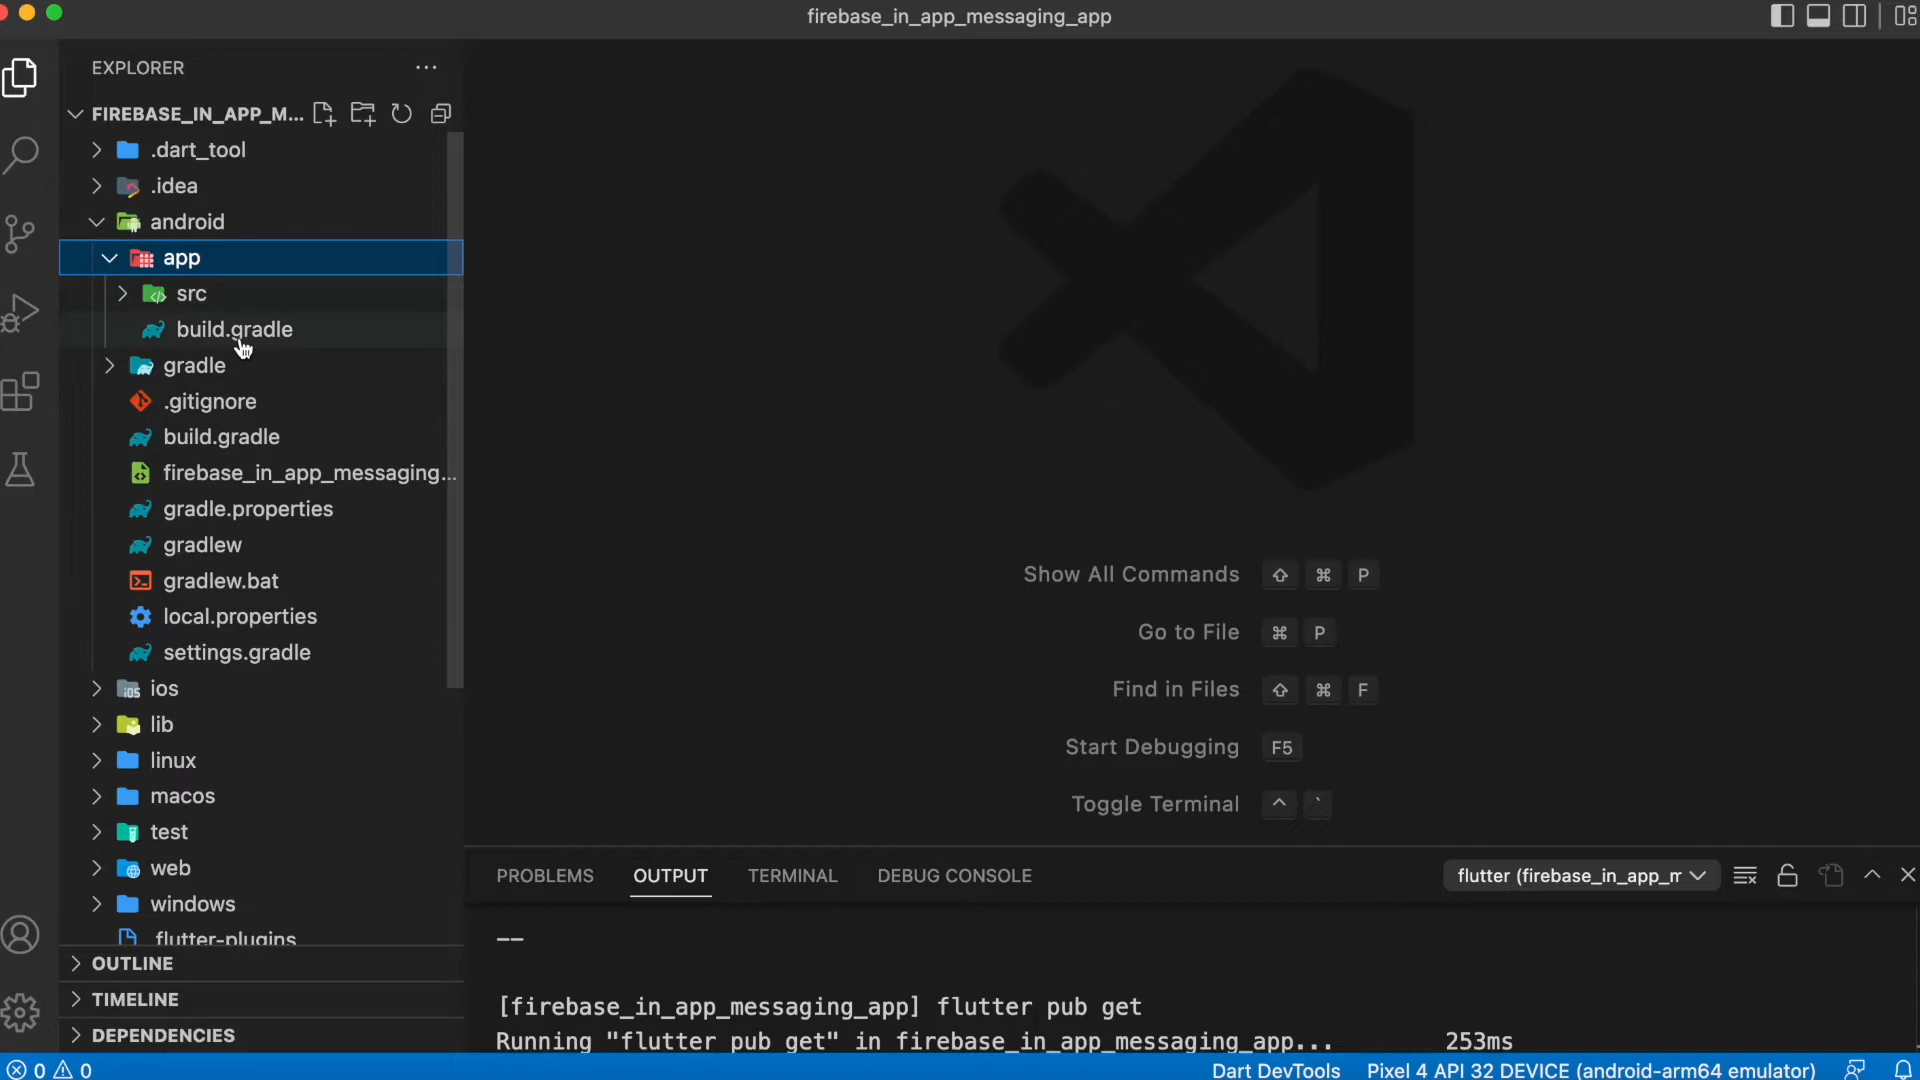 firebase_in_app_messaging_app
EXPLORER
FIREBASE_IN_APP_M...
.dart_tool
.idea
android
app
src
build.gradle
gradle
.gitignore
build.gradle
firebase_in_app_messaging...
gradle.properties
gradlew
gradlew.bat
local.properties
settings.gradle
ios
lib
linux
macos
test
web
windows
.flutter-plugins
OUTLINE
TIMELINE
DEPENDENCIES
Show All Commands ⇧ ⌘ P
Go to File ⌘ P
Find in Files ⇧ ⌘ F
Start Debugging F5
Toggle Terminal ^ `
PROBLEMS OUTPUT TERMINAL DEBUG CONSOLE flutter (firebase_in_app_m
——
[firebase_in_app_messaging_app] flutter pub get
Running "flutter pub get" in firebase_in_app_messaging_app... 253ms
0 0 Dart DevTools Pixel 4 API 32 DEVICE (android-arm64 emulator)